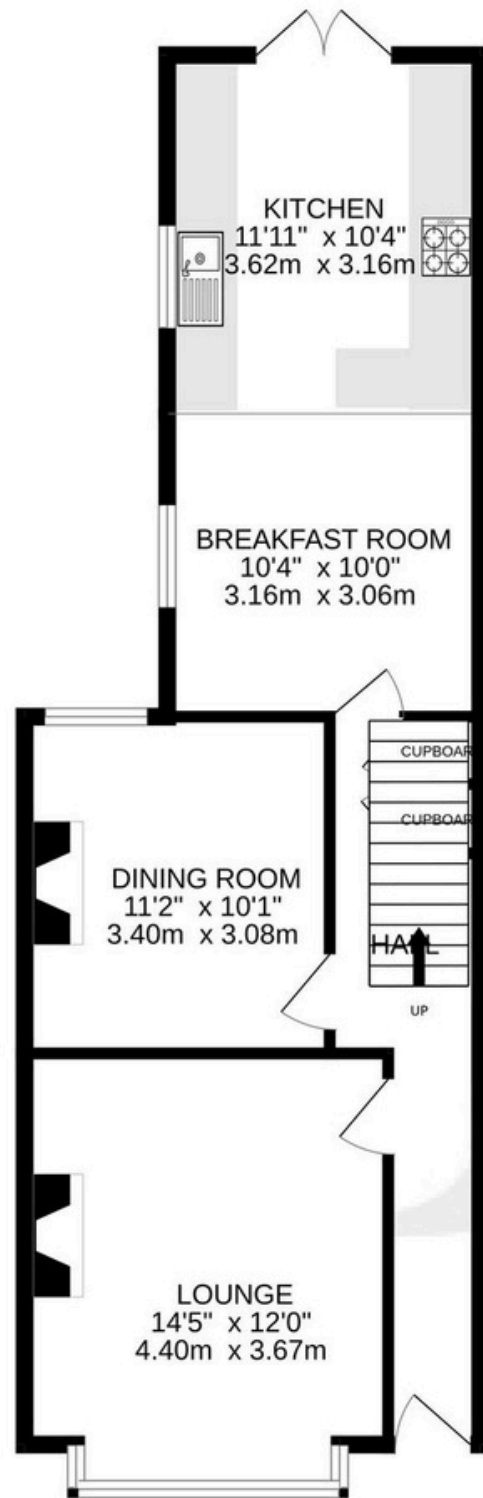 KITCHEN
11'11" x 10'4"
3.62m x 3.16m
BREAKFAST ROOM
10'4" x 10'0"
3.16m x 3.06m
CUPBOAR
CUPBOAR
DINING ROOM
11'2" x 10'1"
3.40m x 3.08m
HALL
UP
LOUNGE
14'5" x 12'0"
4.40m x 3.67m